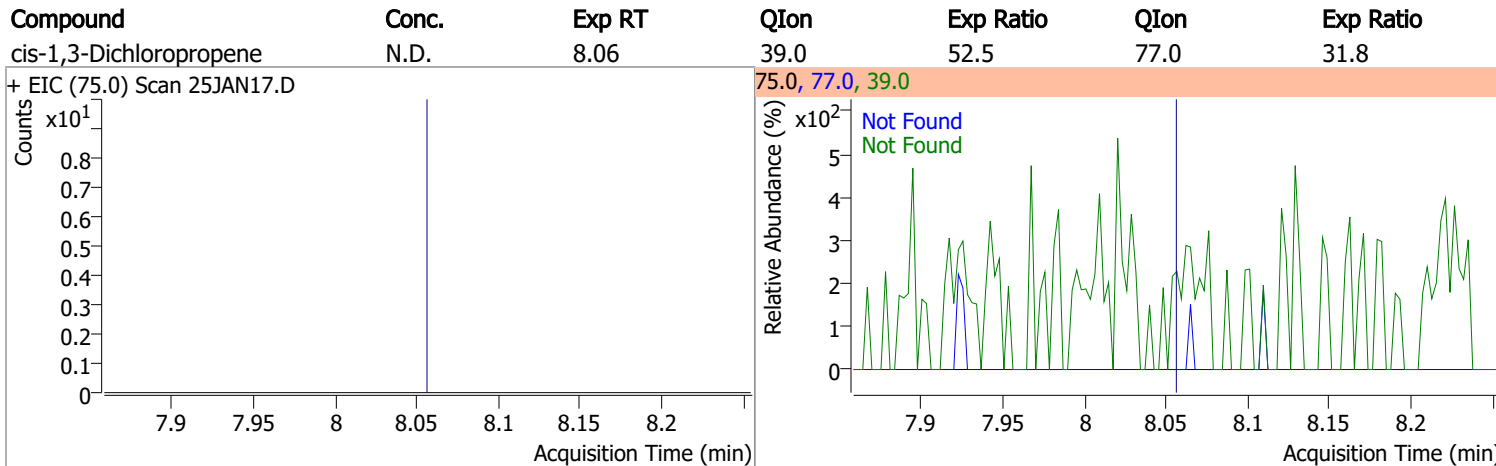 Compound Conc. Exp RT QIon Exp Ratio QIon Exp Ratio
cis-1,3-Dichloropropene N.D. 8.06 39.0 52.5 77.0 31.8
+ EIC (75.0) Scan 25JAN17.D
Counts
x10¹
0.8
0.7
0.6
0.5
0.4
0.3
0.2
0.1
0
7.9 7.95 8 8.05 8.1 8.15 8.2
Acquisition Time (min)
75.0, 77.0, 39.0
Relative Abundance (%)
x10²
Not Found
Not Found
5
4
3
2
1
0
7.9 7.95 8 8.05 8.1 8.15 8.2
Acquisition Time (min)